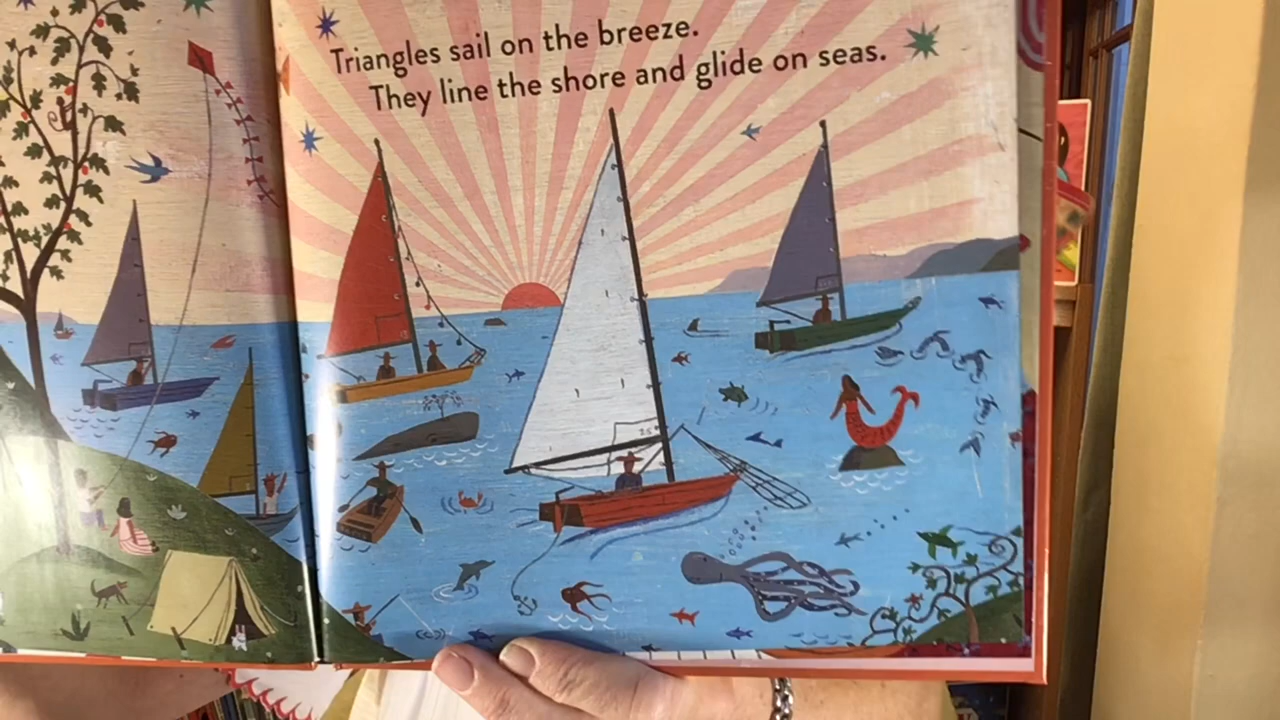 Triangles sail on the breeze.
They line the shore and glide on seas.